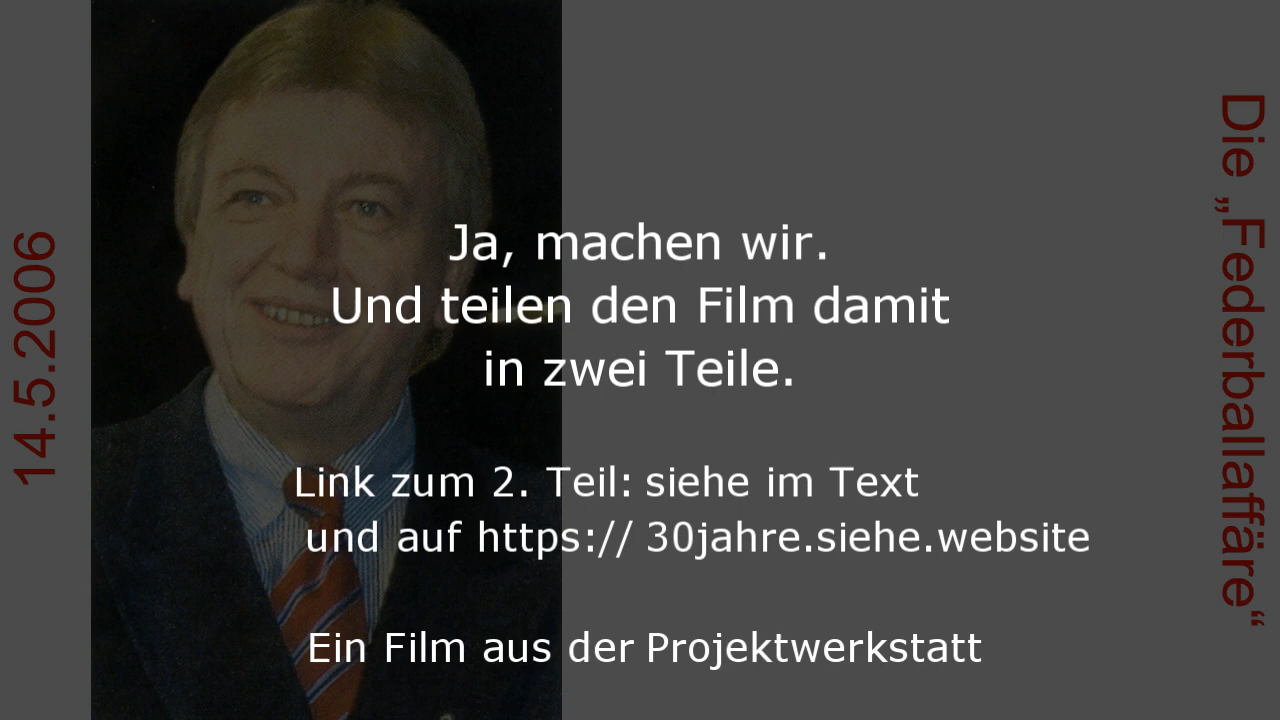 14.5.2006
Ja, machen wir.
Und teilen den Film damit
in zwei Teile.
Link zum 2. Teil: siehe im Text
und auf https:// 30jahre.siehe.website
Ein Film aus der Projektwerkstatt
Die „Federballaffäre“